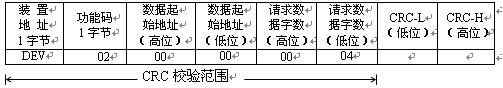 装 置 功能码 数据起 数据起 请求数 请求数 CRC-L CRC-H
地 址 1 字节 始地址 始地址 据字数 据字数 (低位) (高位)
1 字节 (高位) (低位) (高位) (低位)
DEV 02 00 00 00 04
CRC 校验范围